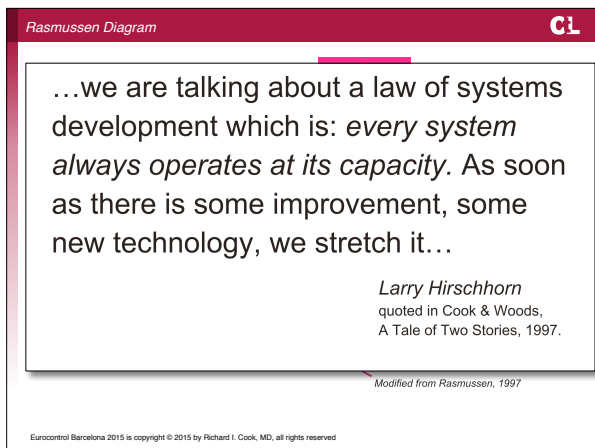 Rasmussen Diagram
CL
…we are talking about a law of systems
development which is: every system
always operates at its capacity. As soon
as there is some improvement, some
new technology, we stretch it…
Larry Hirschhorn
quoted in Cook & Woods,
A Tale of Two Stories, 1997.
Modified from Rasmussen, 1997
Eurocontrol Barcelona 2015 is copyright © 2015 by Richard I. Cook, MD, all rights reserved